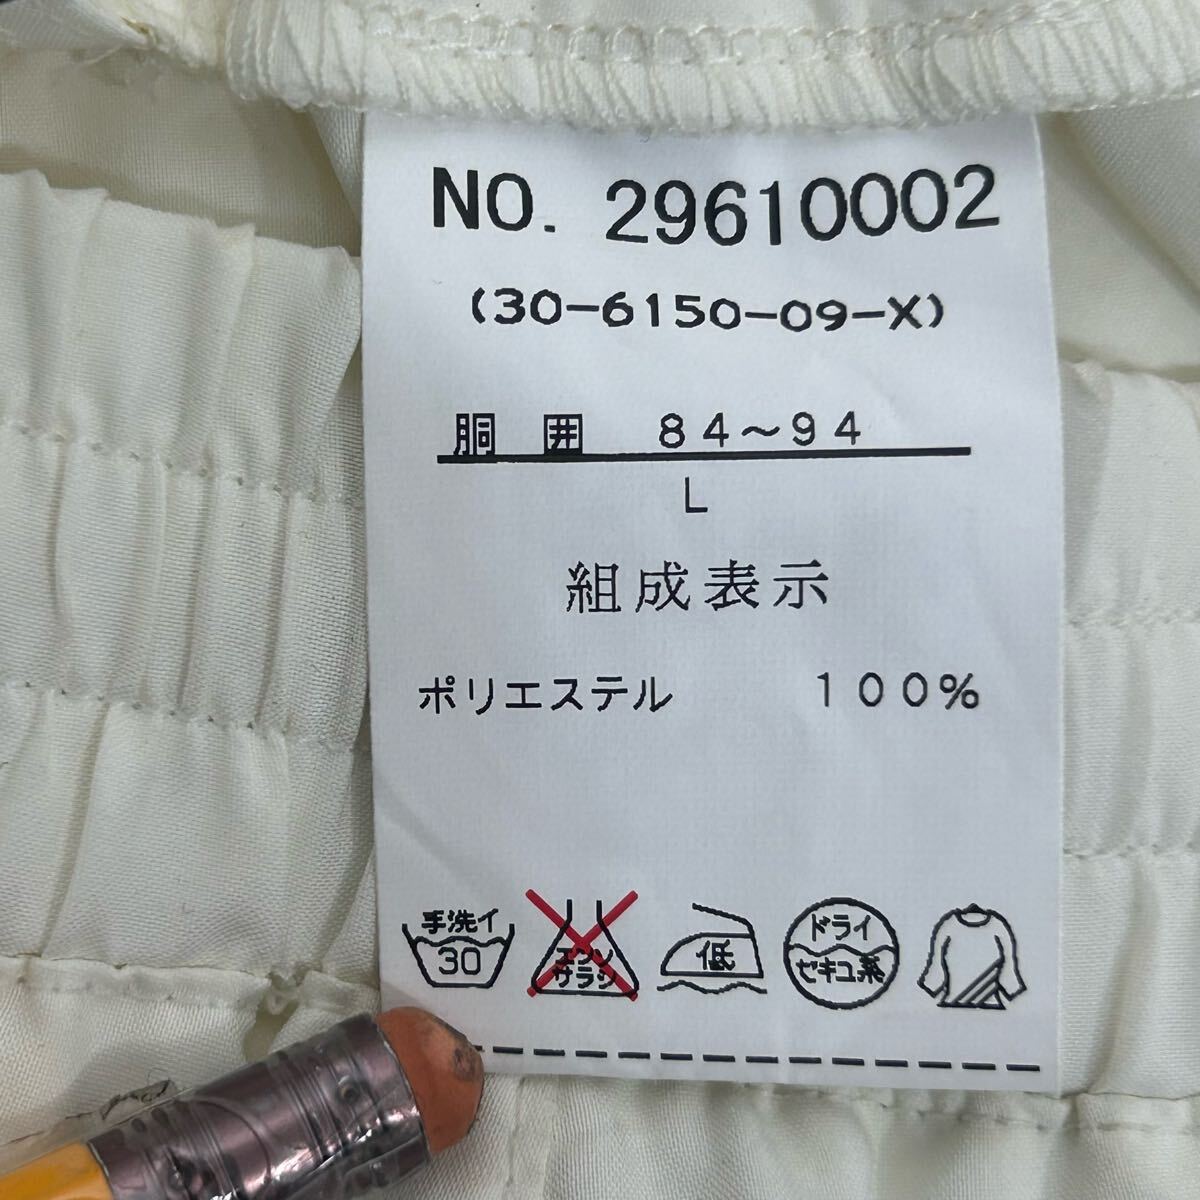 NO. 29610002
(30-6150-09-X)
胴 囲 84～94
L
組成表示
ポリエステル 100%
手洗イ
30
エンソ
サラシ
低
ドライ
セキユ系